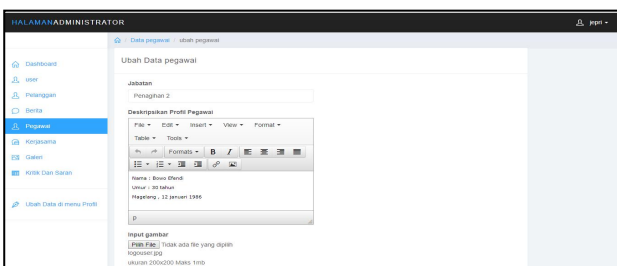 HALAMANADMINISTRATOR
jepri
/ Data pegawai / ubah pegawai
Dashboard
user
Pelanggan
Berita
Pegawai
Kerjasama
Galeri
Kritik Dan Saran
Ubah Data di menu Profil
Ubah Data pegawai
Jabatan
Penagihan 2
Deskripsikan Profil Pegawai
File Edit Insert View Format
Table Tools
Formats B I
Nama : Bowo Efandi
Umur : 30 tahun
Magelang , 12 januari 1986
p
Input gambar
Pilih File Tidak ada file yang dipilih
logouser.jpg
ukuran 200x200 Maks 1mb